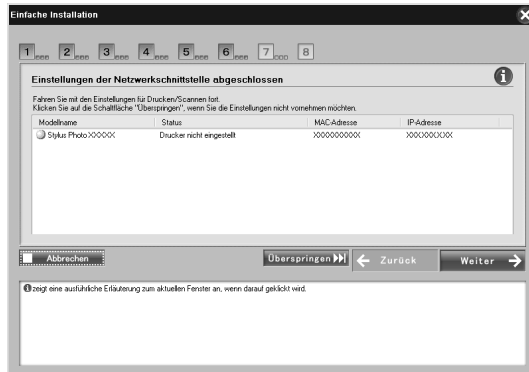 Einfache Installation
1 2 3 4 5 6 7 8
Einstellungen der Netzwerkschnittstelle abgeschlossen
Fahren Sie mit den Einstellungen für Drucken/Scannen fort.
Klicken Sie auf die Schaltfläche "Überspringen", wenn Sie die Einstellungen nicht vornehmen möchten.
Modellname Status MAC-Adresse IP-Adresse
Stylus Photo XXXXX Drucker nicht eingestellt XXXXXXXXXX XXX.XXX.X.XX
Abbrechen Überspringen Zurück Weiter
zeigt eine ausführliche Erläuterung zum aktuellen Fenster an, wenn darauf geklickt wird.